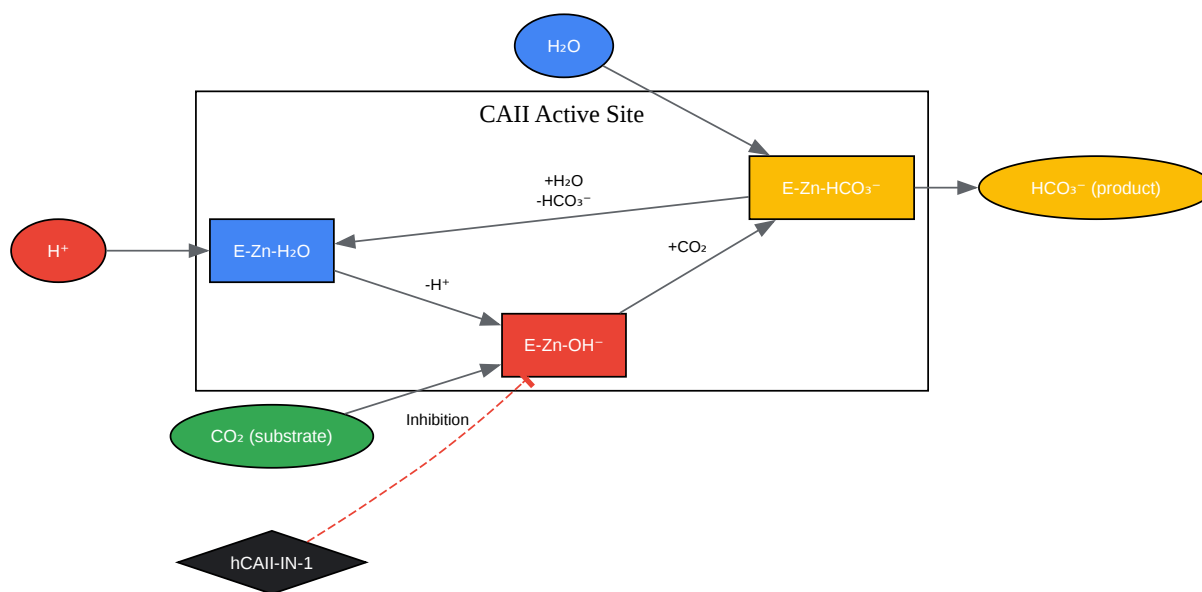 H₂O
CAII Active Site
+H₂O
-HCO₃⁻
E-Zn-HCO₃⁻
HCO₃⁻ (product)
+CO₂
H⁺
E-Zn-H₂O
-H⁺
E-Zn-OH⁻
CO₂ (substrate)
Inhibition
hCAII-IN-1